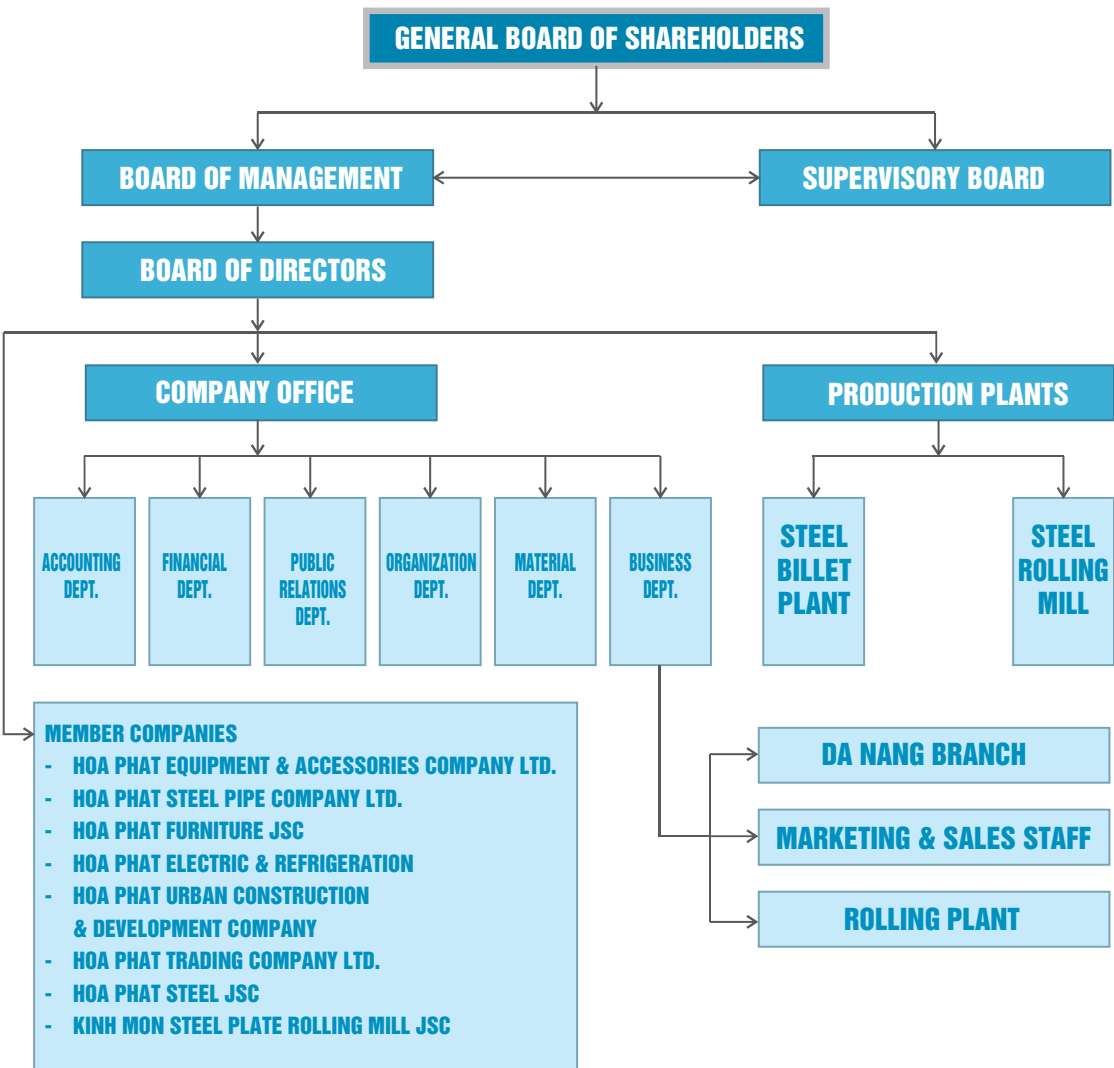 GENERAL BOARD OF SHAREHOLDERS
BOARD OF MANAGEMENT
SUPERVISORY BOARD
BOARD OF DIRECTORS
COMPANY OFFICE
PRODUCTION PLANTS
ACCOUNTING
DEPT.
FINANCIAL
DEPT.
PUBLIC
RELATIONS
DEPT.
ORGANIZATION
DEPT.
MATERIAL
DEPT.
BUSINESS
DEPT.
STEEL
BILLET
PLANT
STEEL
ROLLING
MILL
MEMBER COMPANIES
- HOA PHAT EQUIPMENT & ACCESSORIES COMPANY LTD.
- HOA PHAT STEEL PIPE COMPANY LTD.
- HOA PHAT FURNITURE JSC
- HOA PHAT ELECTRIC & REFRIGERATION
- HOA PHAT URBAN CONSTRUCTION
& DEVELOPMENT COMPANY
- HOA PHAT TRADING COMPANY LTD.
- HOA PHAT STEEL JSC
- KINH MON STEEL PLATE ROLLING MILL JSC
DA NANG BRANCH
MARKETING & SALES STAFF
ROLLING PLANT